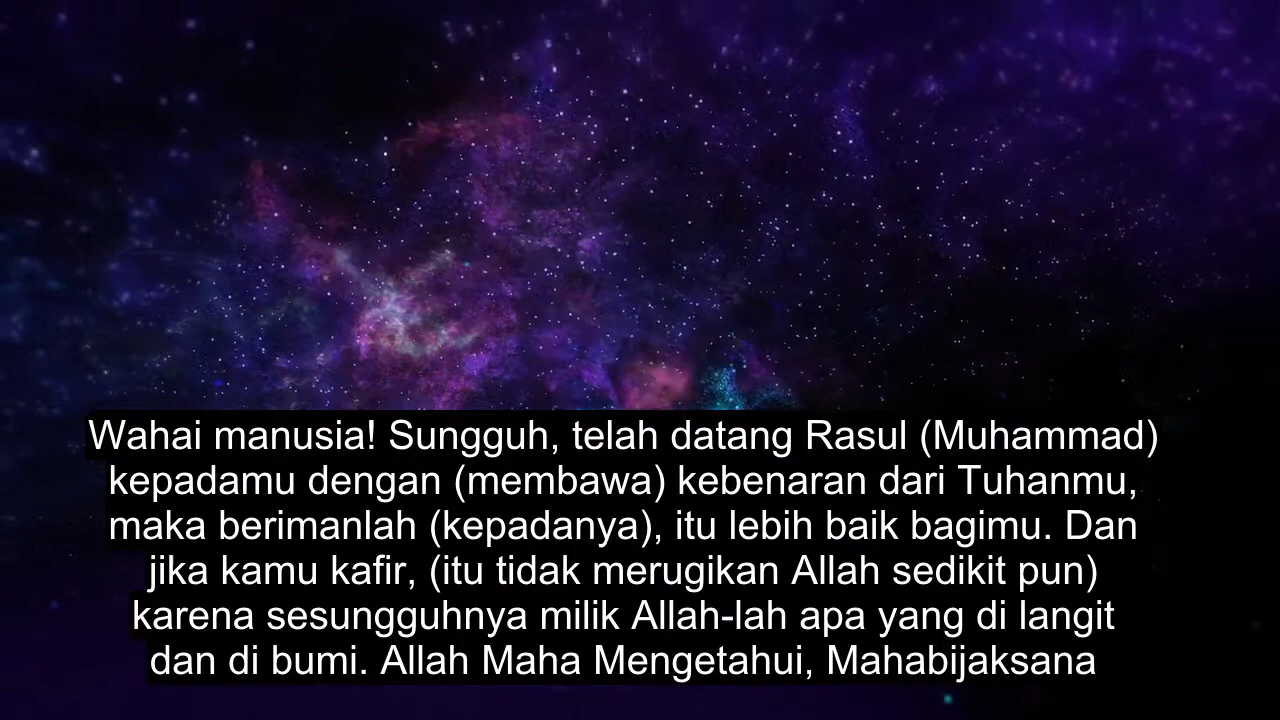 Wahai manusia! Sungguh, telah datang Rasul (Muhammad)
kepadamu dengan (membawa) kebenaran dari Tuhanmu,
maka berimanlah (kepadanya), itu lebih baik bagimu. Dan
jika kamu kafir, (itu tidak merugikan Allah sedikit pun)
karena sesungguhnya milik Allah-lah apa yang di langit
dan di bumi. Allah Maha Mengetahui, Mahabijaksana